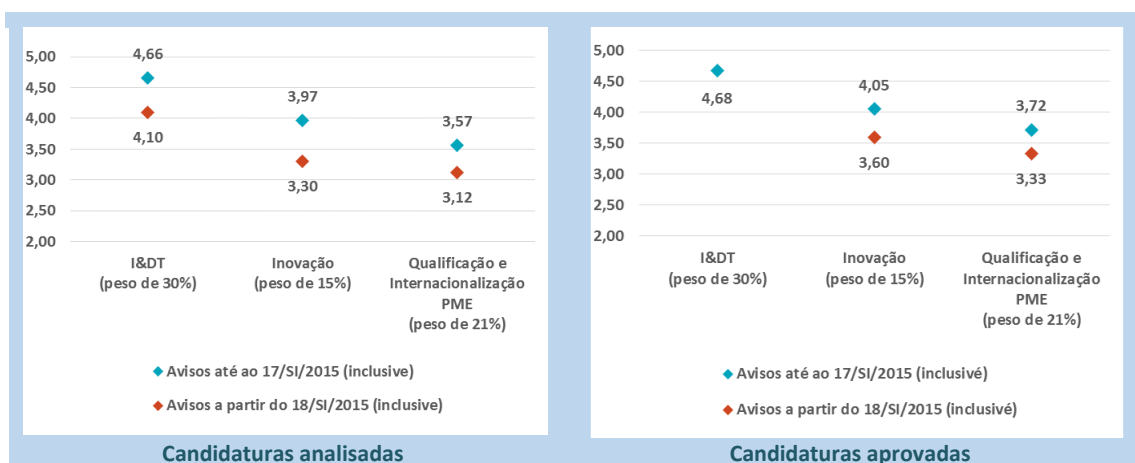 5,00
4,50
4,00
3,50
3,00
2,50
2,00
4,66
3,97
3,57
4,10
3,30
3,12
I&DT
(peso de 30%)
Inovação
(peso de 15%)
Qualificação e
Internacionalização
PME
(peso de 21%)
Avisos até ao 17/SI/2015 (inclusive)
Avisos a partir do 18/SI/2015 (inclusive)
Candidaturas analisadas
5,00
4,50
4,00
3,50
3,00
2,50
2,00
4,68
4,05
3,72
3,60
3,33
I&DT
(peso de 30%)
Inovação
(peso de 15%)
Qualificação e
Internacionalização
PME
(peso de 21%)
Avisos até ao 17/SI/2015 (inclusivé)
Avisos a partir do 18/SI/2015 (inclusivé)
Candidaturas aprovadas